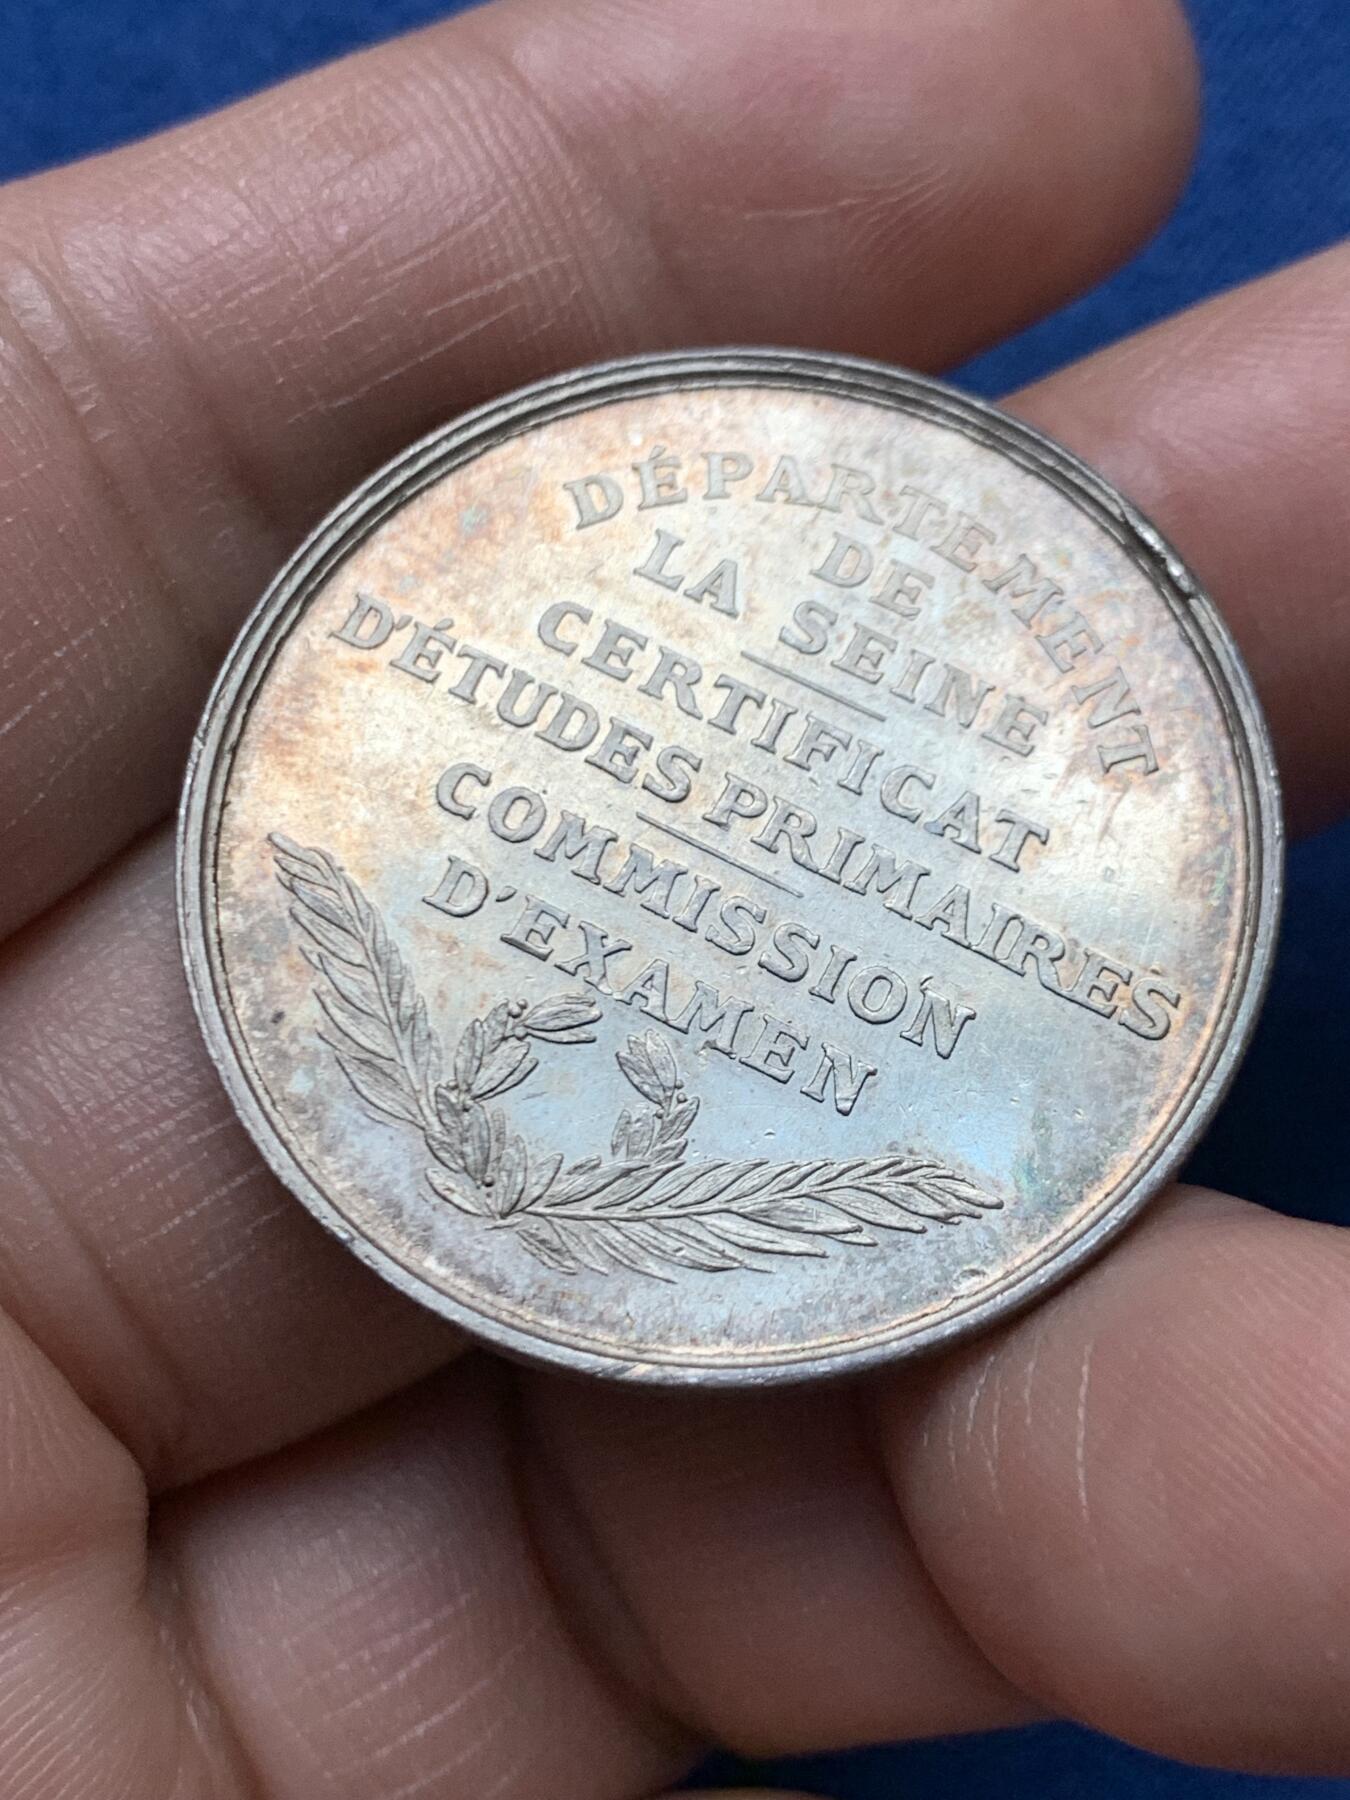 DÉPARTEMENT
DE
LA SEINE
CERTIFICAT
D'ÉTUDES PRIMAIRES
COMMISSION
D'EXAMEN